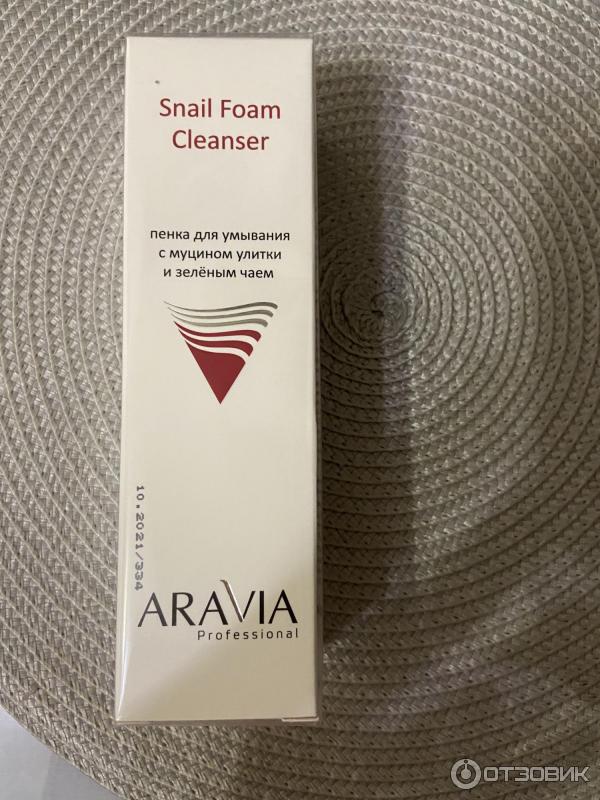 Snail Foam
Cleanser
пенка для умывания
с муцином улитки
и зелёным чаем
10.2021/334
ARAVIA
Professional
ОТЗОВИК